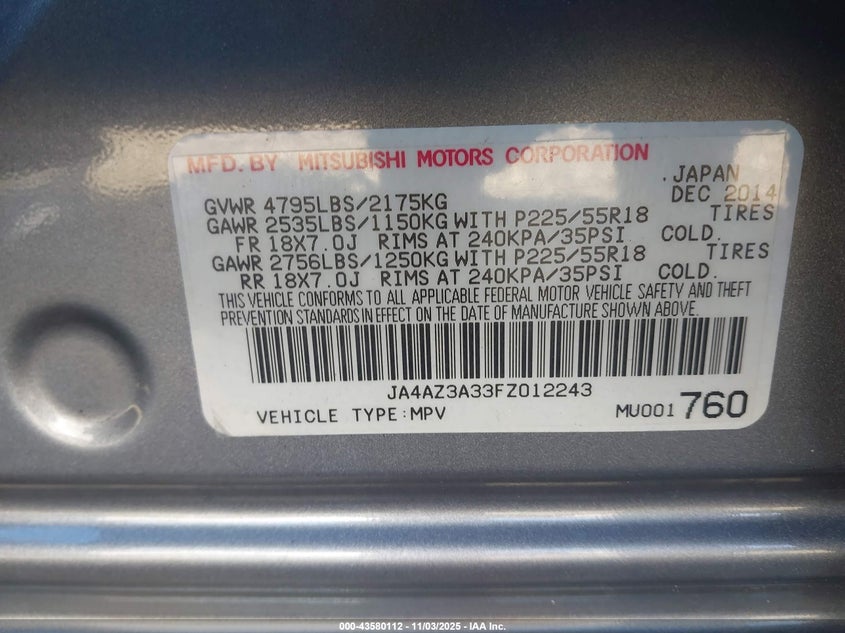 MFD. BY MITSUBISHI MOTORS CORPORATION
.JAPAN
GVWR 4795LBS/2175KG DEC 2014
GAWR 2535LBS/1150KG WITH P225/55R18 TIRES
FR 18X7.0J RIMS AT 240KPA/35PSI COLD.
GAWR 2756LBS/1250KG WITH P225/55R18 TIRES
RR 18X7.0J RIMS AT 240KPA/35PSI COLD.
THIS VEHICLE CONFORMS TO ALL APPLICABLE FEDERAL MOTOR VEHICLE SAFETY AND THEFT
PREVENTION STANDARDS IN EFFECT ON THE DATE OF MANUFACTURE SHOWN ABOVE.
JA4AZ3A33FZ012243
VEHICLE TYPE:MPV MU001 760
000-43580112 - 11/03/2025 - IAA Inc.